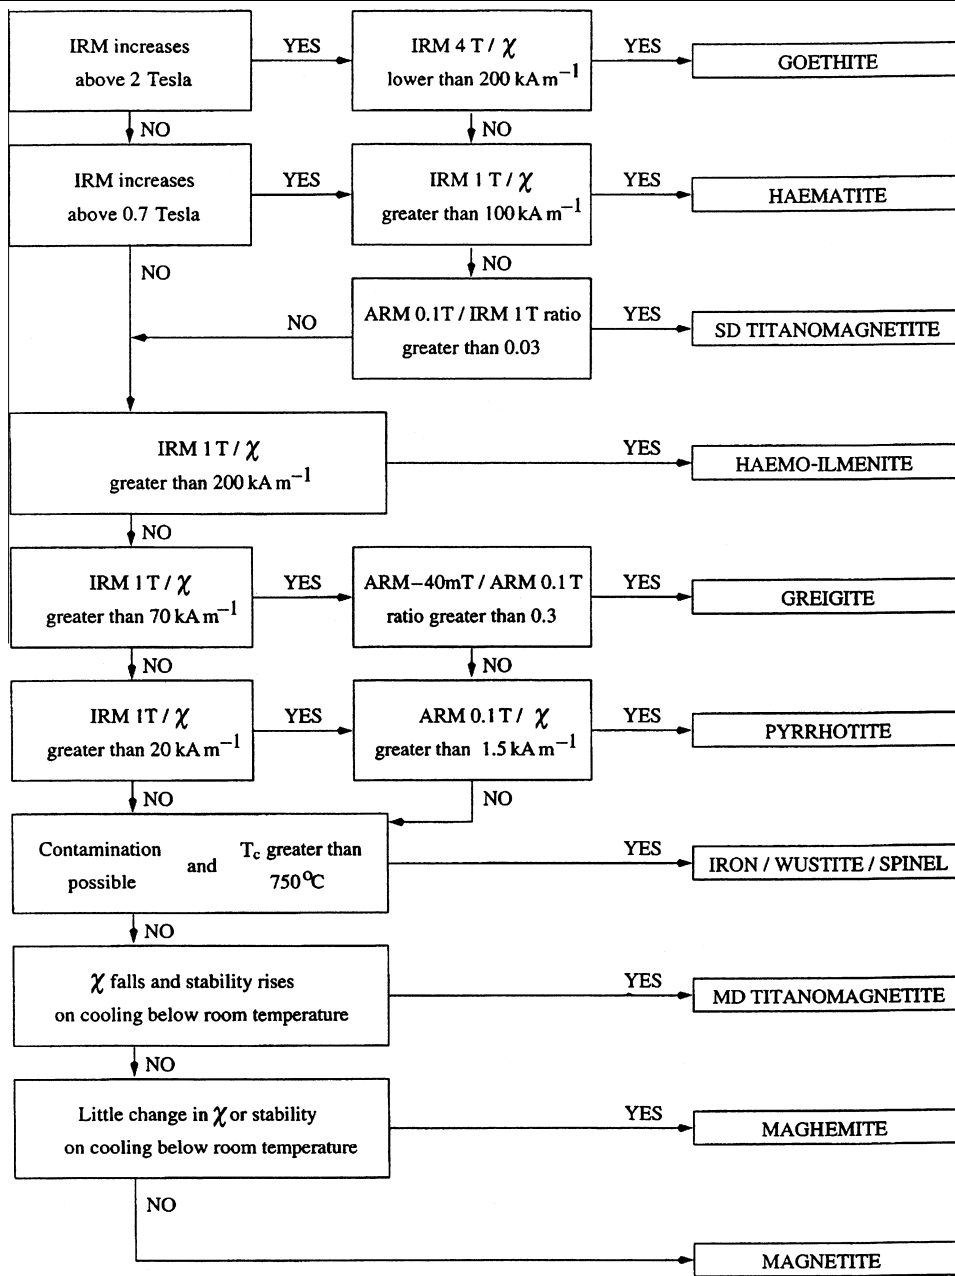 IRM increases
above 2 Tesla
YES
IRM 4 T / χ
lower than 200 kA m⁻¹
YES
GOETHITE
NO
NO
IRM increases
above 0.7 Tesla
YES
IRM 1 T / χ
greater than 100 kA m⁻¹
YES
HAEMATITE
NO
NO
ARM 0.1T / IRM 1T ratio
greater than 0.03
NO
YES
SD TITANOMAGNETITE
IRM 1 T / χ
greater than 200 kA m⁻¹
YES
HAEMO-ILMENITE
NO
IRM 1T / χ
greater than 70 kA m⁻¹
YES
ARM−40mT / ARM 0.1T
ratio greater than 0.3
YES
GREIGITE
NO
NO
IRM 1T / χ
greater than 20 kA m⁻¹
YES
ARM 0.1T / χ
greater than 1.5 kA m⁻¹
YES
PYRRHOTITE
NO
NO
Contamination
possible
and
Tc greater than
750°C
YES
IRON / WUSTITE / SPINEL
NO
χ falls and stability rises
on cooling below room temperature
YES
MD TITANOMAGNETITE
NO
Little change in χ or stability
on cooling below room temperature
YES
MAGHEMITE
NO
MAGNETITE